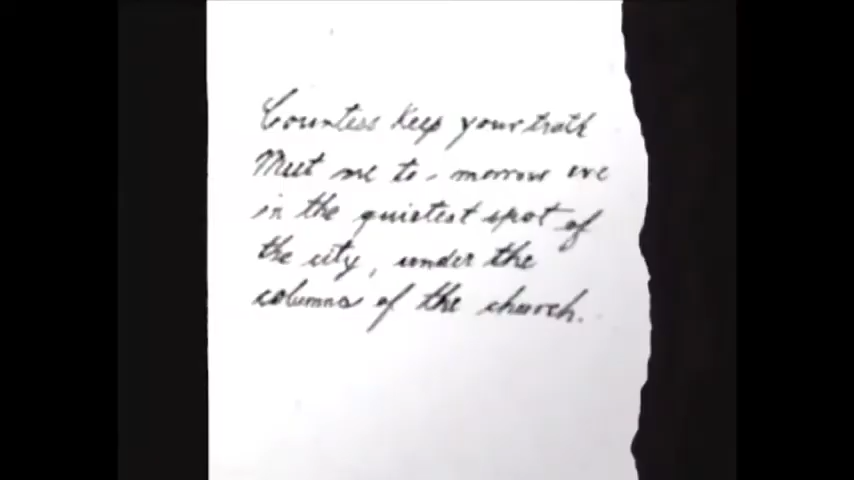 Countess Keep your troth
Meet me to-morrow eve
in the quietest spot of
the city, under the
columns of the church.